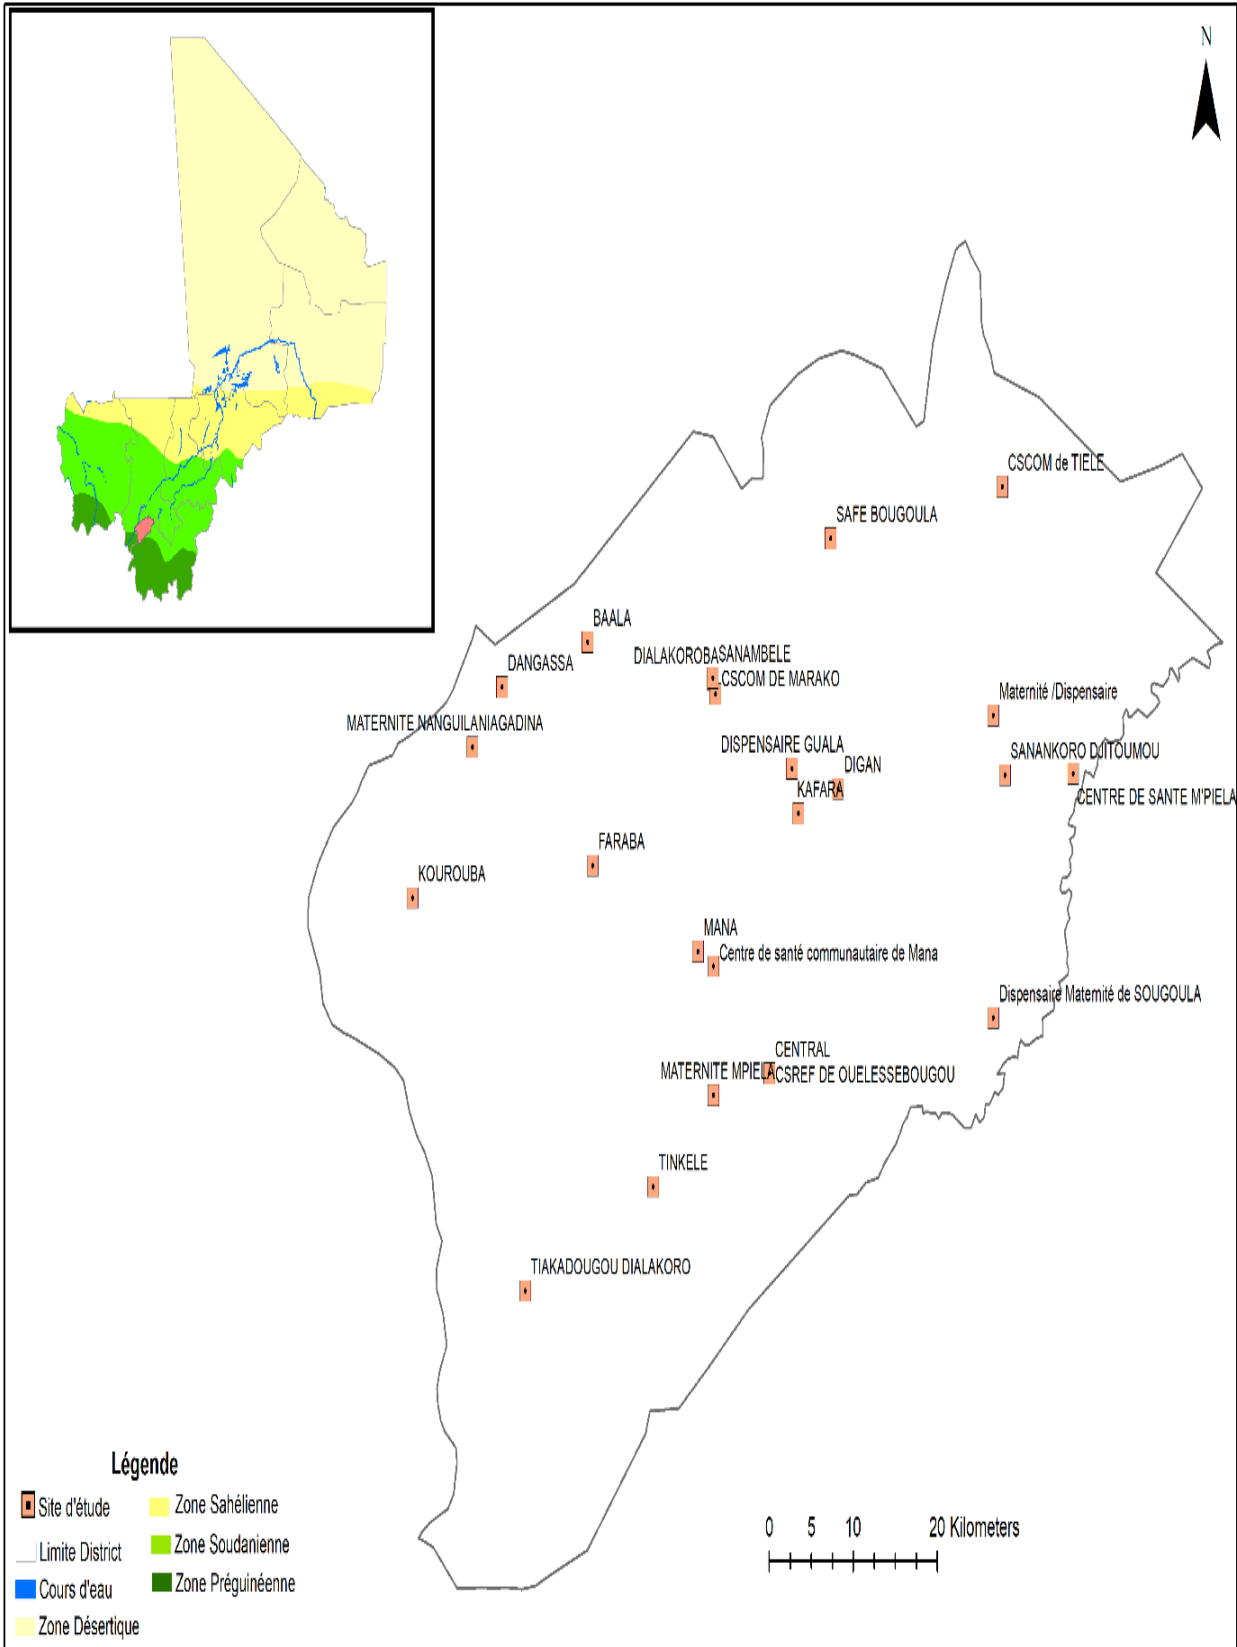 N
CSCOM de TIELE
SAFE BOUGOULA
BAALA
DIALAKOROBA SANAMBELE
DANGASSA
CSCOM DE MARAKO
Maternité /Dispensaire
MATERNITE NANGUILANIAGADINA
DISPENSAIRE GUALA
SANANKORO DJITOUMOU
DIGAN
KAFARA
CENTRE DE SANTE M'PIELA
FARABA
KOUROUBA
MANA
Centre de santé communautaire de Mana
Dispensaire Maternité de SOUGOULA
CENTRAL
MATERNITE MPIELA
CSREF DE OUELESSEBOUGOU
TINKELE
TIAKADOUGOU DIALAKORO
Légende
Site d'étude
Limite District
Cours d'eau
Zone Désertique
Zone Sahélienne
Zone Soudanienne
Zone Préguinéenne
0 5 10 20 Kilometers